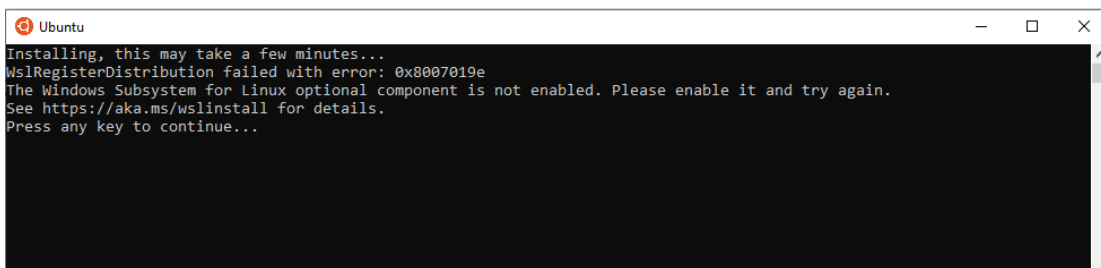 Ubuntu
Installing, this may take a few minutes...
WslRegisterDistribution failed with error: 0x8007019e
The Windows Subsystem for Linux optional component is not enabled. Please enable it and try again.
See https://aka.ms/wslinstall for details.
Press any key to continue...